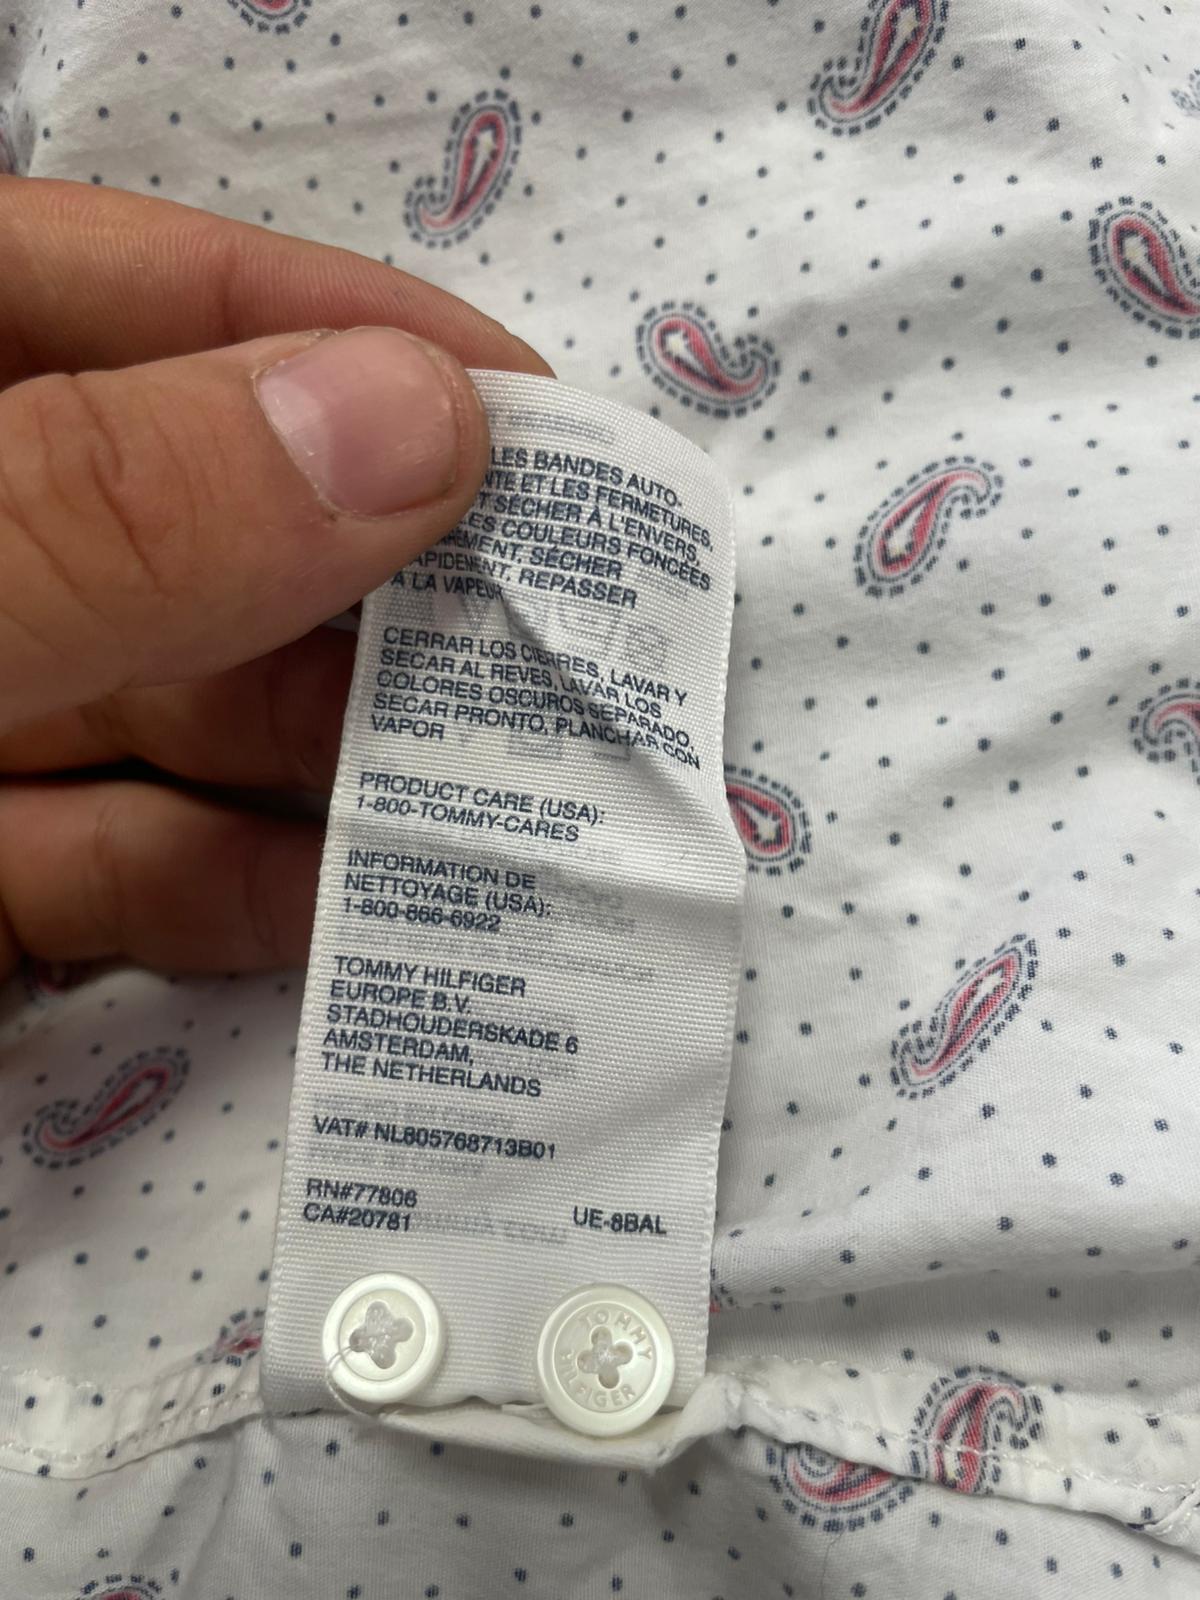 LES BANDES AUTO-
ET LES FERMETURES,
SÉCHER À L'ENVERS,
COULEURS FONCÉES
SÉCHER
REPASSER
À LA VAPEUR
CERRAR LOS CIERRES, LAVAR Y
SECAR AL REVES, LAVAR LOS
COLORES OSCUROS SEPARADO,
SECAR PRONTO, PLANCHAR CON
VAPOR
PRODUCT CARE (USA):
1-800-TOMMY-CARES
INFORMATION DE
NETTOYAGE (USA):
1-800-866-6922
TOMMY HILFIGER
EUROPE B.V.
STADHOUDERSKADE 6
AMSTERDAM,
THE NETHERLANDS
VAT# NL805768713B01
RN#77806
CA#20781 UE-8BAL
TOMMY
HILFIGER